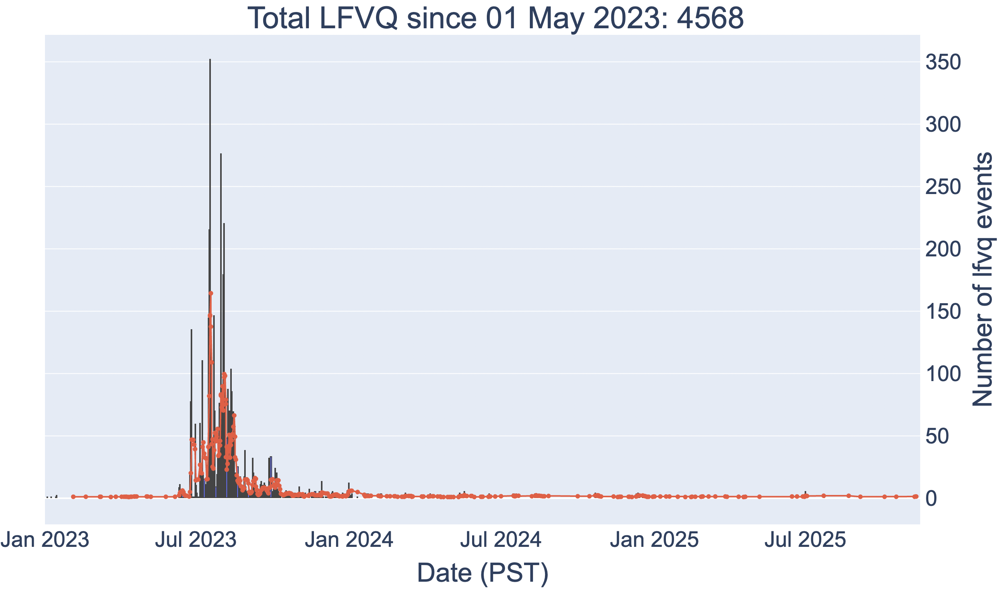 Total LFVQ since 01 May 2023: 4568
350
300
250
200
150
100
50
0
Number of lfvq events
Jan 2023
Jul 2023
Jan 2024
Jul 2024
Jan 2025
Jul 2025
Date (PST)